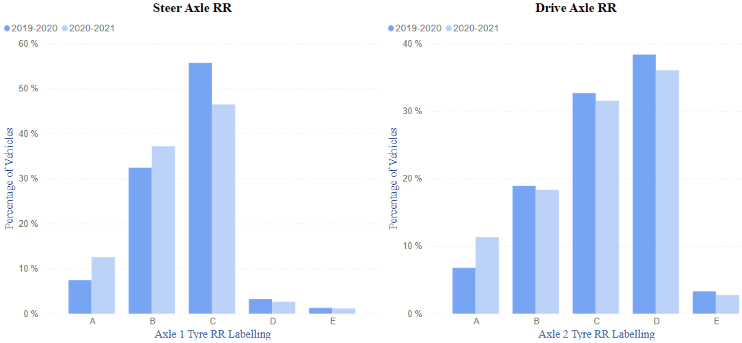 Steer Axle RR
2019-2020 2020-2021
60 %
50 %
40 %
30 %
20 %
10 %
0 %
Percentage of Vehicles
A B C D E
Axle 1 Tyre RR Labelling
Drive Axle RR
2019-2020 2020-2021
40 %
30 %
20 %
10 %
0 %
Percentage of Vehicles
A B C D E
Axle 2 Tyre RR Labelling